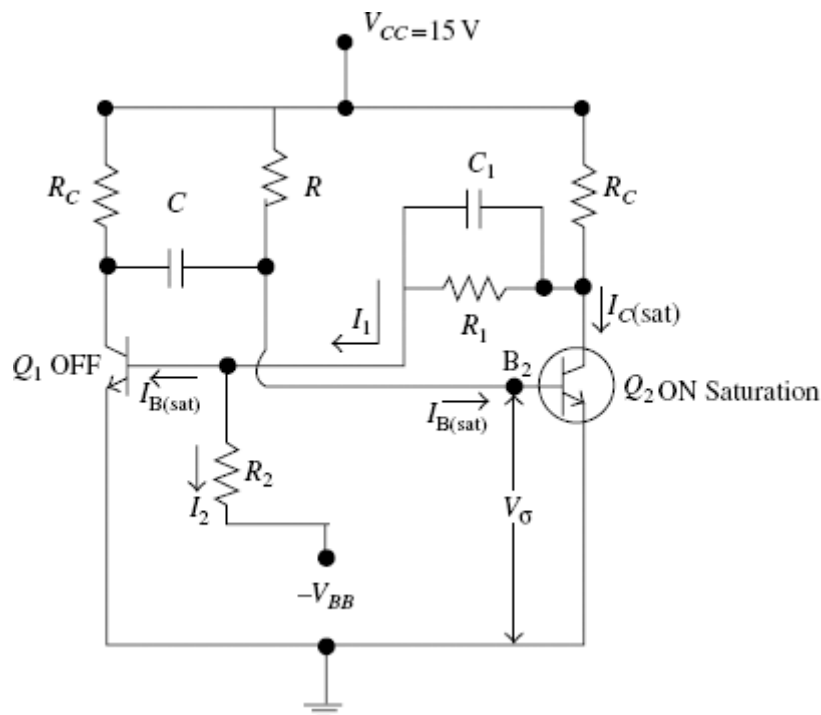 V_CC=15 V
C_1
R_C
C
R
R_C
I_1
R_1
I_C(sat)
Q_1 OFF
I_B(sat)
B_2
I_B(sat)
Q_2 ON Saturation
R_2
I_2
V_σ
–V_BB